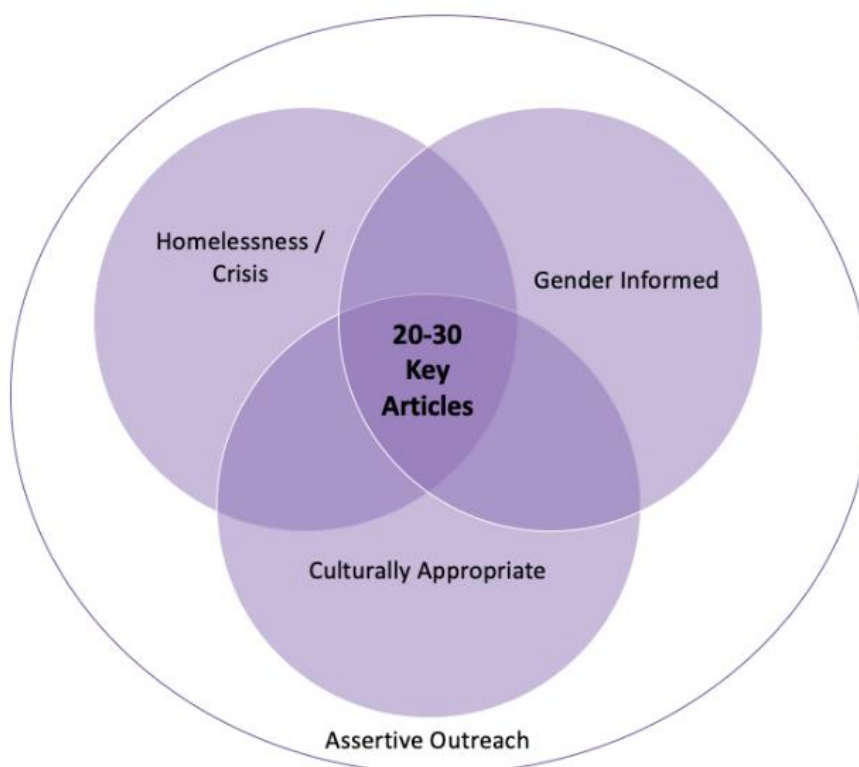 Homelessness /
Crisis
Gender Informed
20-30
Key
Articles
Culturally Appropriate
Assertive Outreach